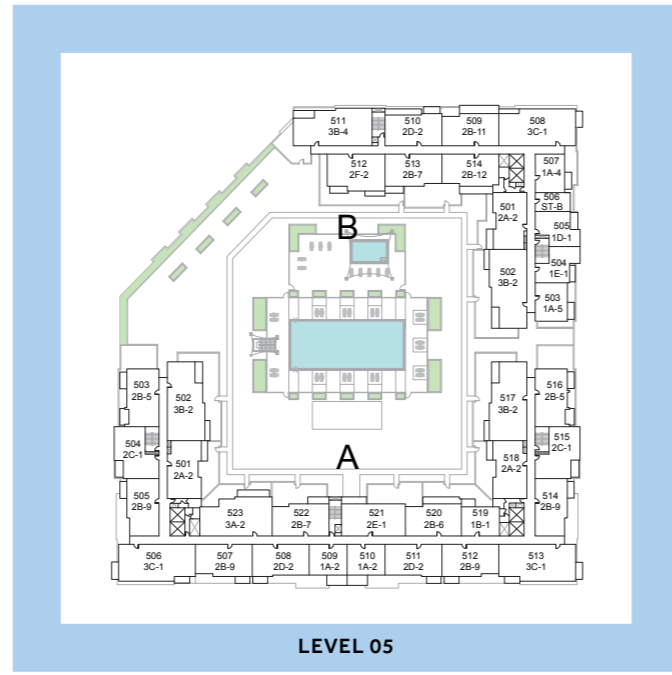 511
3B-4
510
2D-2
509
2B-11
508
3C-1
512
2F-2
513
2B-7
514
2B-12
507
1A-4
506
ST-B
501
2A-2
505
1D-1
B
502
3B-2
504
1E-1
503
1A-5
503
2B-5
502
3B-2
517
3B-2
516
2B-5
504
2C-1
501
2A-2
A
518
2A-2
515
2C-1
505
2B-9
514
2B-9
523
3A-2
522
2B-7
521
2E-1
520
2B-6
519
1B-1
506
3C-1
507
2B-9
508
2D-2
509
1A-2
510
1A-2
511
2D-2
512
2B-9
513
3C-1
LEVEL 05